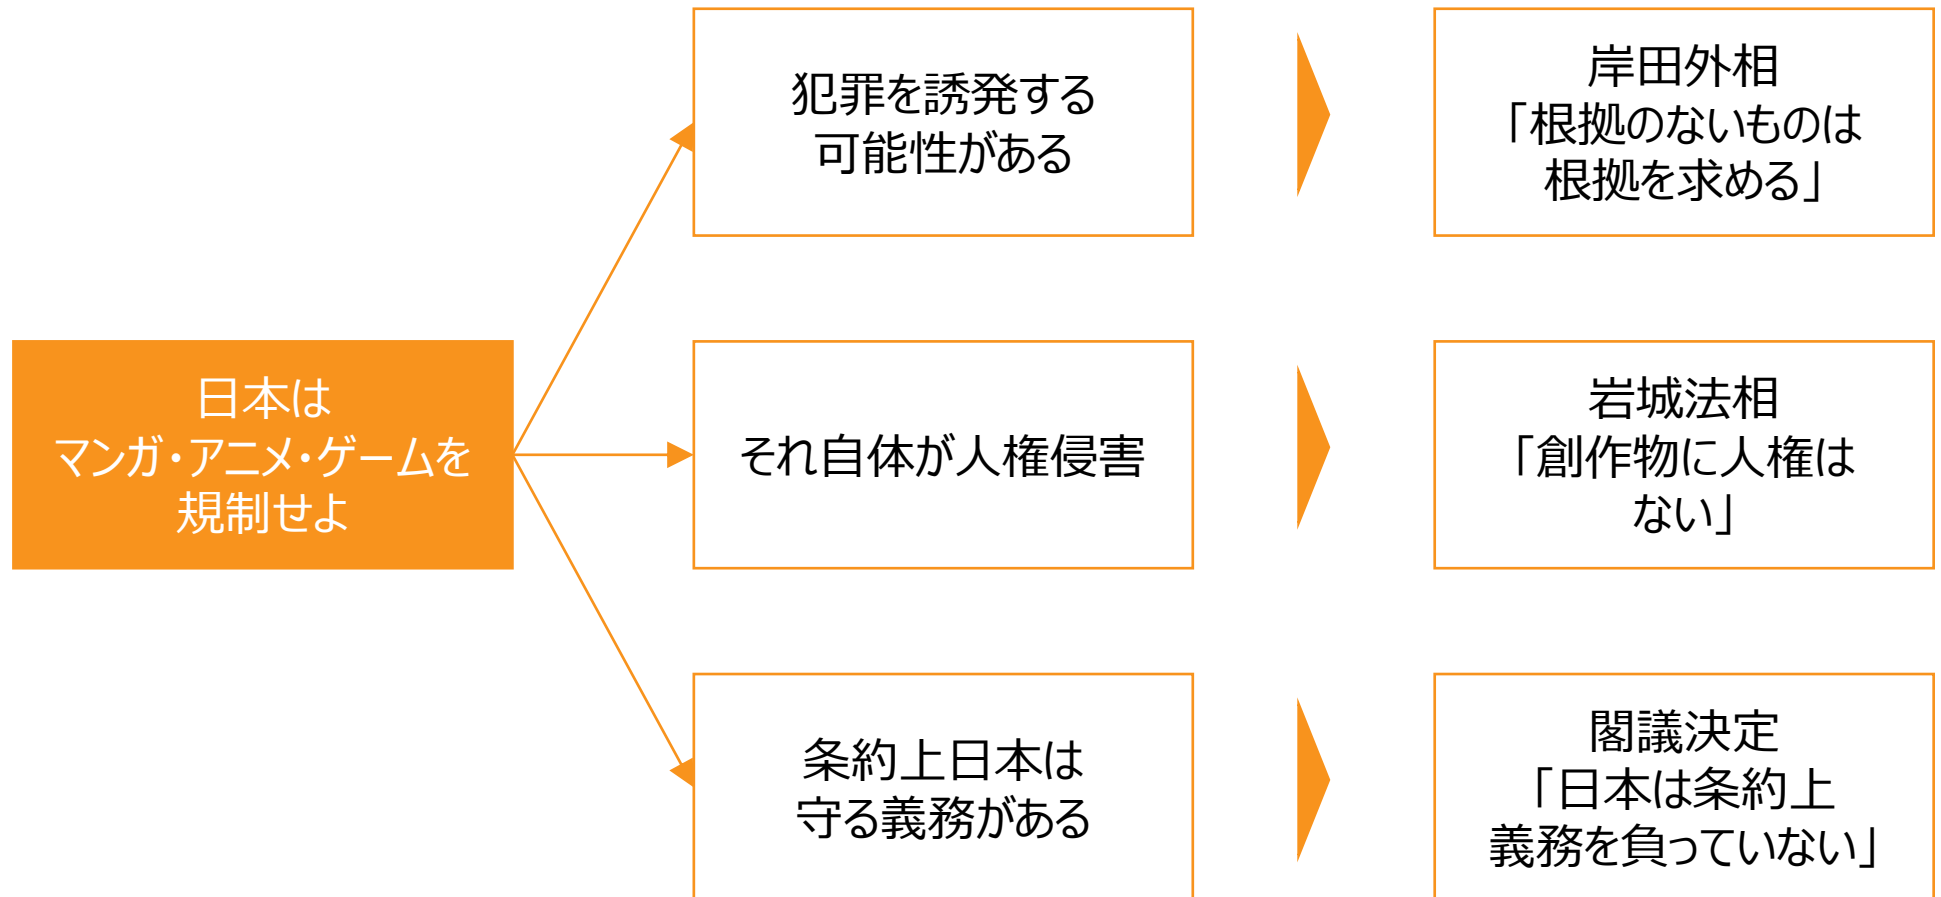 日本は
マンガ・アニメ・ゲームを
規制せよ
犯罪を誘発する
可能性がある
岸田外相
「根拠のないものは
根拠を求める」
それ自体が人権侵害
岩城法相
「創作物に人権は
ない」
条約上日本は
守る義務がある
閣議決定
「日本は条約上
義務を負っていない」